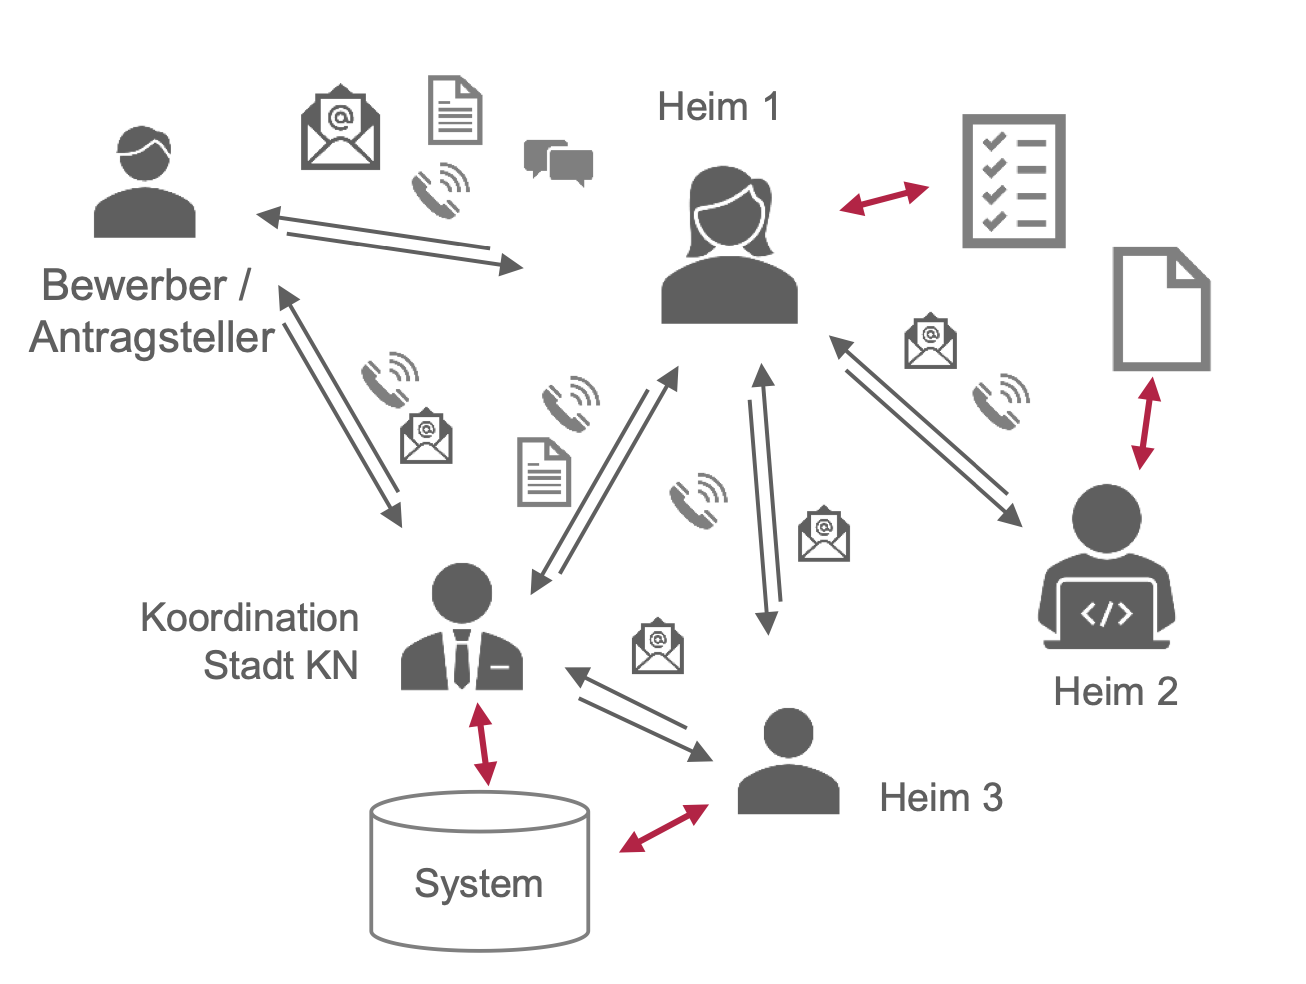 Heim 1
Bewerber /
Antragsteller
Koordination
Stadt KN
Heim 2
Heim 3
System